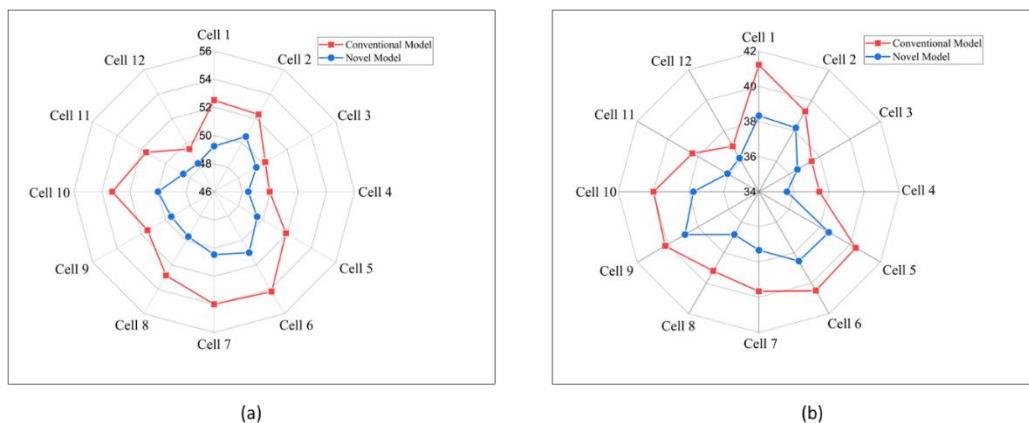 Cell 1
Cell 2
Cell 3
Cell 4
Cell 5
Cell 6
Cell 7
Cell 8
Cell 9
Cell 10
Cell 11
Cell 12
56
54
52
50
48
46
Conventional Model
Novel Model
(a)
Cell 1
Cell 2
Cell 3
Cell 4
Cell 5
Cell 6
Cell 7
Cell 8
Cell 9
Cell 10
Cell 11
Cell 12
42
40
38
36
34
Conventional Model
Novel Model
(b)